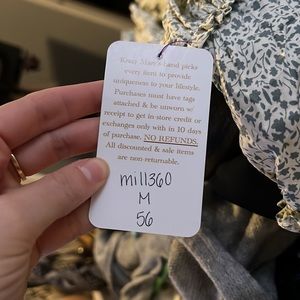 Krazy Mary's hand picks
every item to provide
uniqueness to your lifestyle.
Purchases must have tags
attached & be unworn w/
receipt to get in store credit or
exchanges only with in 10 days
of purchase. NO REFUNDS.
All discounted & sale items
are non-returnable.
mill360
M
56